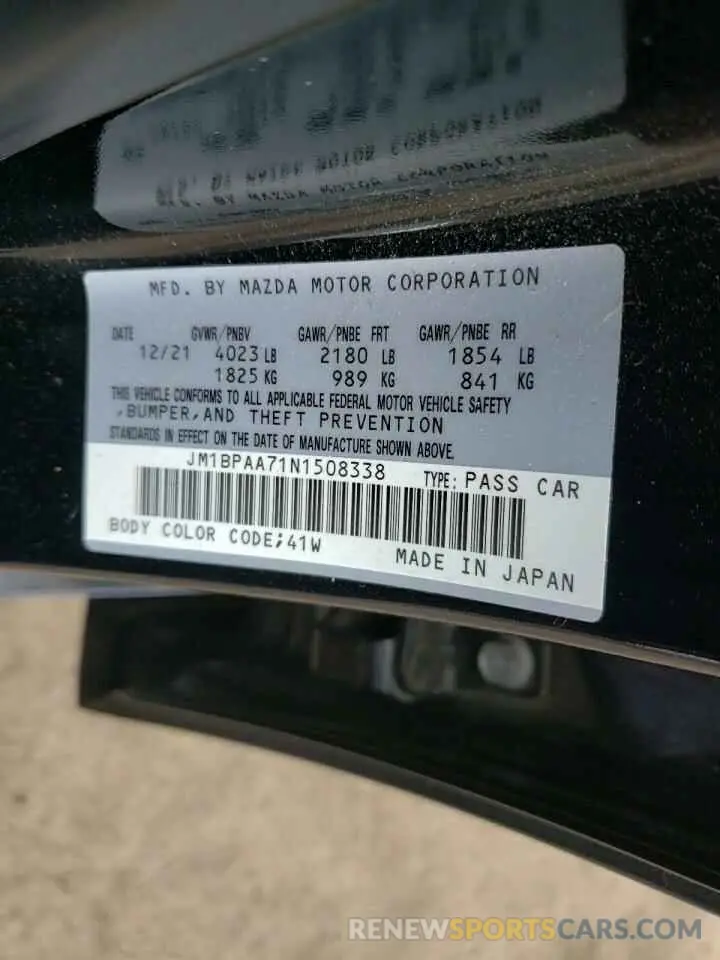 MFD. BY MAZDA MOTOR CORPORATION
DATE GVWR/PNBV GAWR/PNBE FRT GAWR/PNBE RR
12/21 4023 LB 2180 LB 1854 LB
1825 KG 989 KG 841 KG
THIS VEHICLE CONFORMS TO ALL APPLICABLE FEDERAL MOTOR VEHICLE SAFETY
,BUMPER,AND THEFT PREVENTION
STANDARDS IN EFFECT ON THE DATE OF MANUFACTURE SHOWN ABOVE.
JM1BPAA71N1508338 TYPE: PASS CAR
BODY COLOR CODE;41W
MADE IN JAPAN
RENEWSPORTSCARS.COM